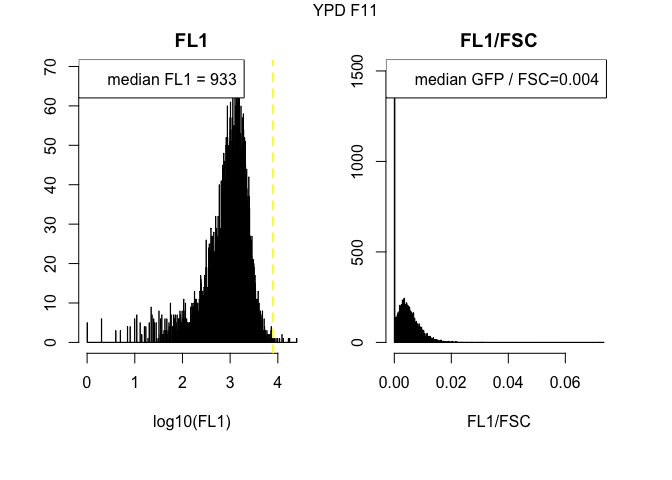 YPD F11
FL1
median FL1 = 933
0 10 20 30 40 50 60 70
0 1 2 3 4
log10(FL1)
FL1/FSC
median GFP / FSC=0.004
0 500 1000 1500
0.00 0.02 0.04 0.06
FL1/FSC